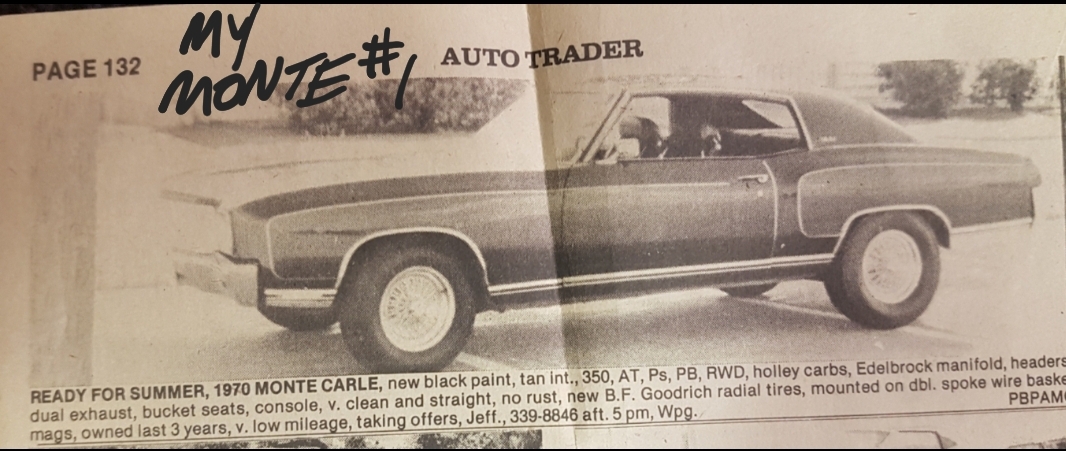 MY
MONTE #1
PAGE 132
AUTO TRADER
READY FOR SUMMER, 1970 MONTE CARLE, new black paint, tan int., 350, AT, Ps, PB, RWD, holley carbs, Edelbrock manifold, headers
dual exhaust, bucket seats, console, v. clean and straight, no rust, new B.F. Goodrich radial tires, mounted on dbl. spoke wire baske
mags, owned last 3 years, v. low mileage, taking offers, Jeff., 339-8846 aft. 5 pm, Wpg.
PBPAM